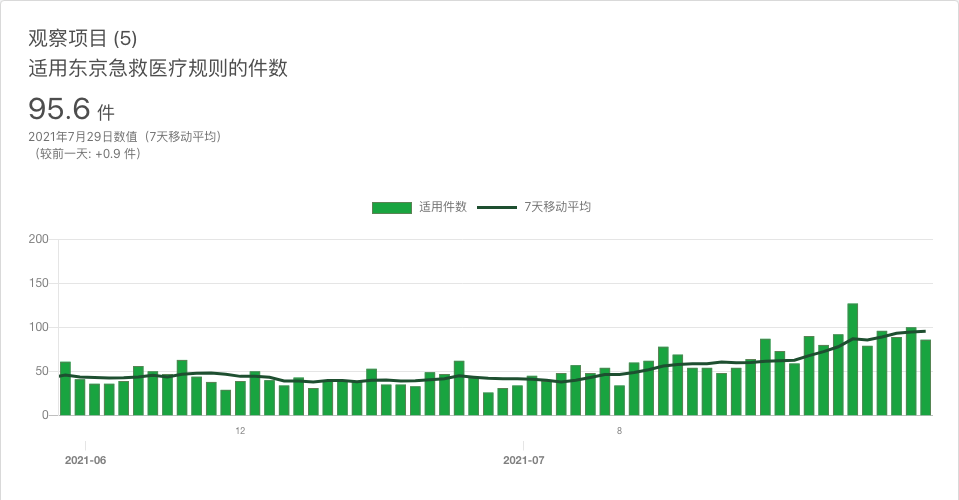 观察项目 (5)
适用东京急救医疗规则的件数
95.6 件
2021年7月29日数值（7天移动平均）
（较前一天: +0.9 件）
适用件数 7天移动平均
200
150
100
50
0
12 8
2021-06 2021-07